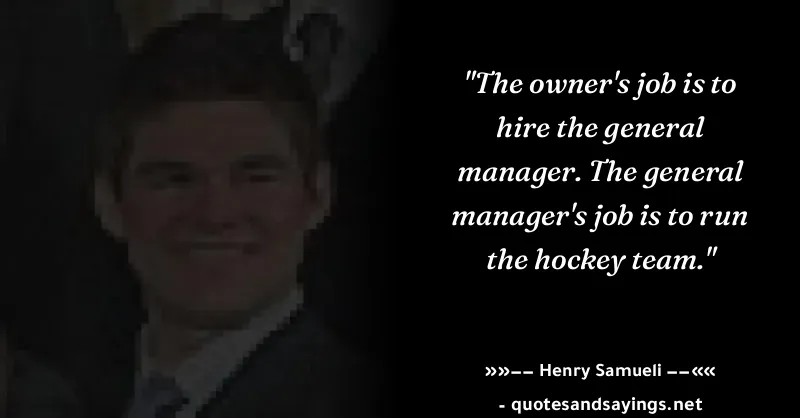 "The owner's job is to
hire the general
manager. The general
manager's job is to run
the hockey team."
»»–– Henry Samueli ––««
- quotesandsayings.net